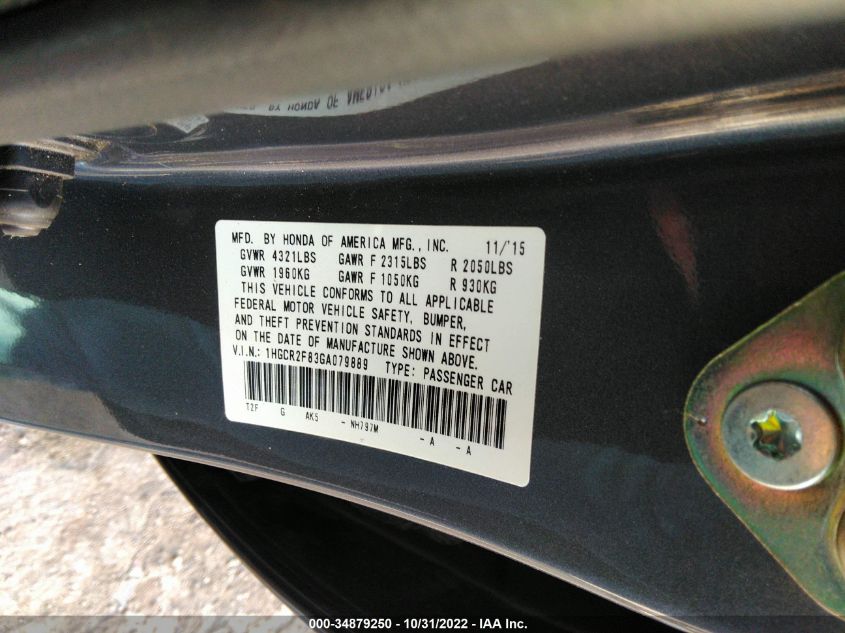 MFD. BY HONDA OF AMERICA MFG., INC. 11/'15
GVWR 4321LBS GAWR F 2315LBS R 2050LBS
GVWR 1960KG GAWR F 1050KG R 930KG
THIS VEHICLE CONFORMS TO ALL APPLICABLE
FEDERAL MOTOR VEHICLE SAFETY, BUMPER,
AND THEFT PREVENTION STANDARDS IN EFFECT
ON THE DATE OF MANUFACTURE SHOWN ABOVE.
V.I.N.: 1HGCR2F83GA079889 TYPE: PASSENGER CAR
T2F G AK5 - NH797M - A - A
000-34879250 - 10/31/2022 - IAA Inc.